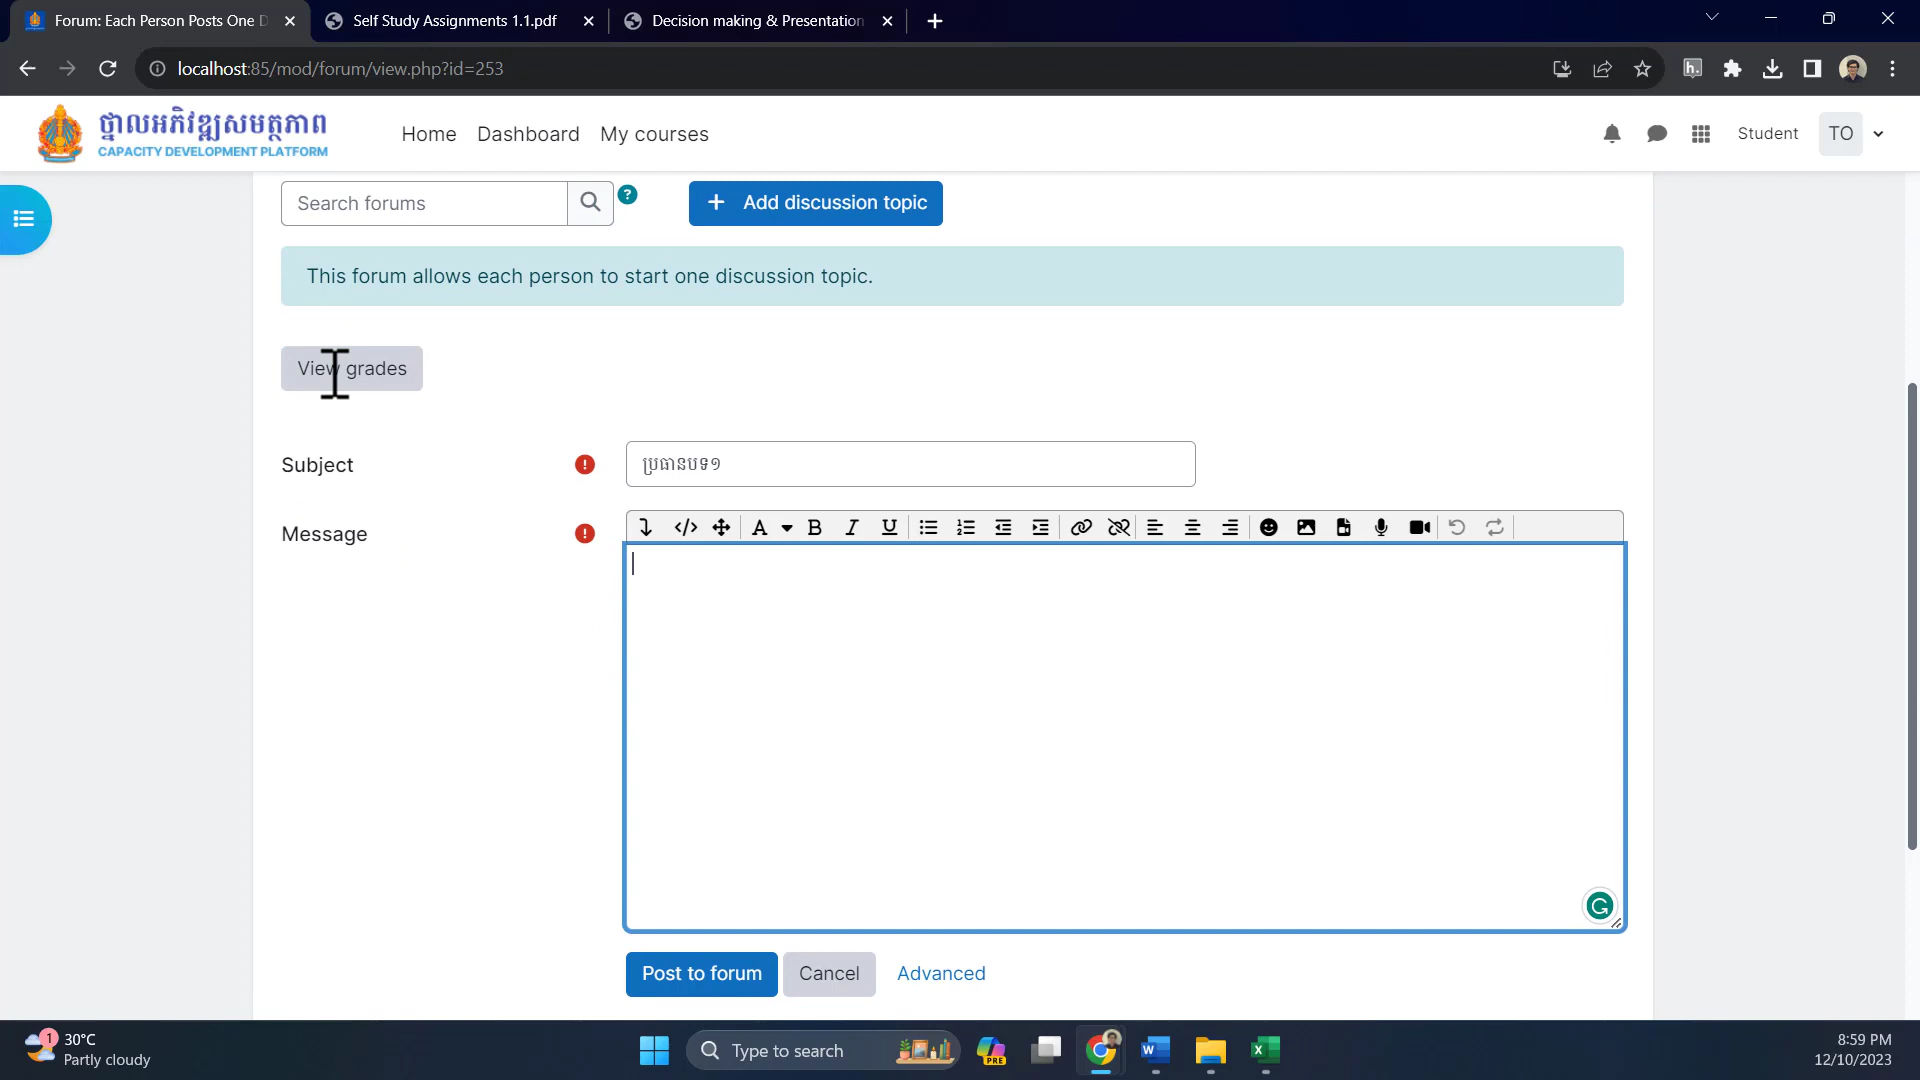 Forum: Each Person Posts One D
Self Study Assignments 1.1.pdf
Decision making & Presentation
localhost:85/mod/forum/view.php?id=253
ថ្នាលអភិវឌ្ឍសមត្ថភាព
CAPACITY DEVELOPMENT PLATFORM
Home Dashboard My courses
Student TO
Search forums
Add discussion topic
This forum allows each person to start one discussion topic.
View grades
Subject
ប្រធានបទ១
Message
Post to forum Cancel Advanced
1
30°C
Partly cloudy
Type to search
PRE
8:59 PM
12/10/2023